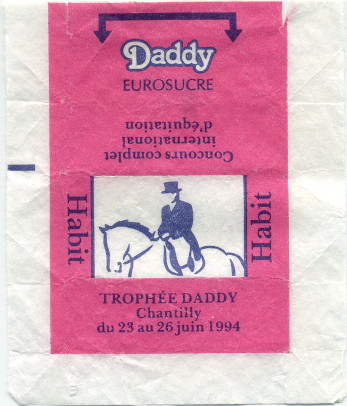 Daddy
EUROSUCRE
Concours complet
international
d'équitation
Habit
Habit
TROPHÉE DADDY
Chantilly
du 23 au 26 juin 1994